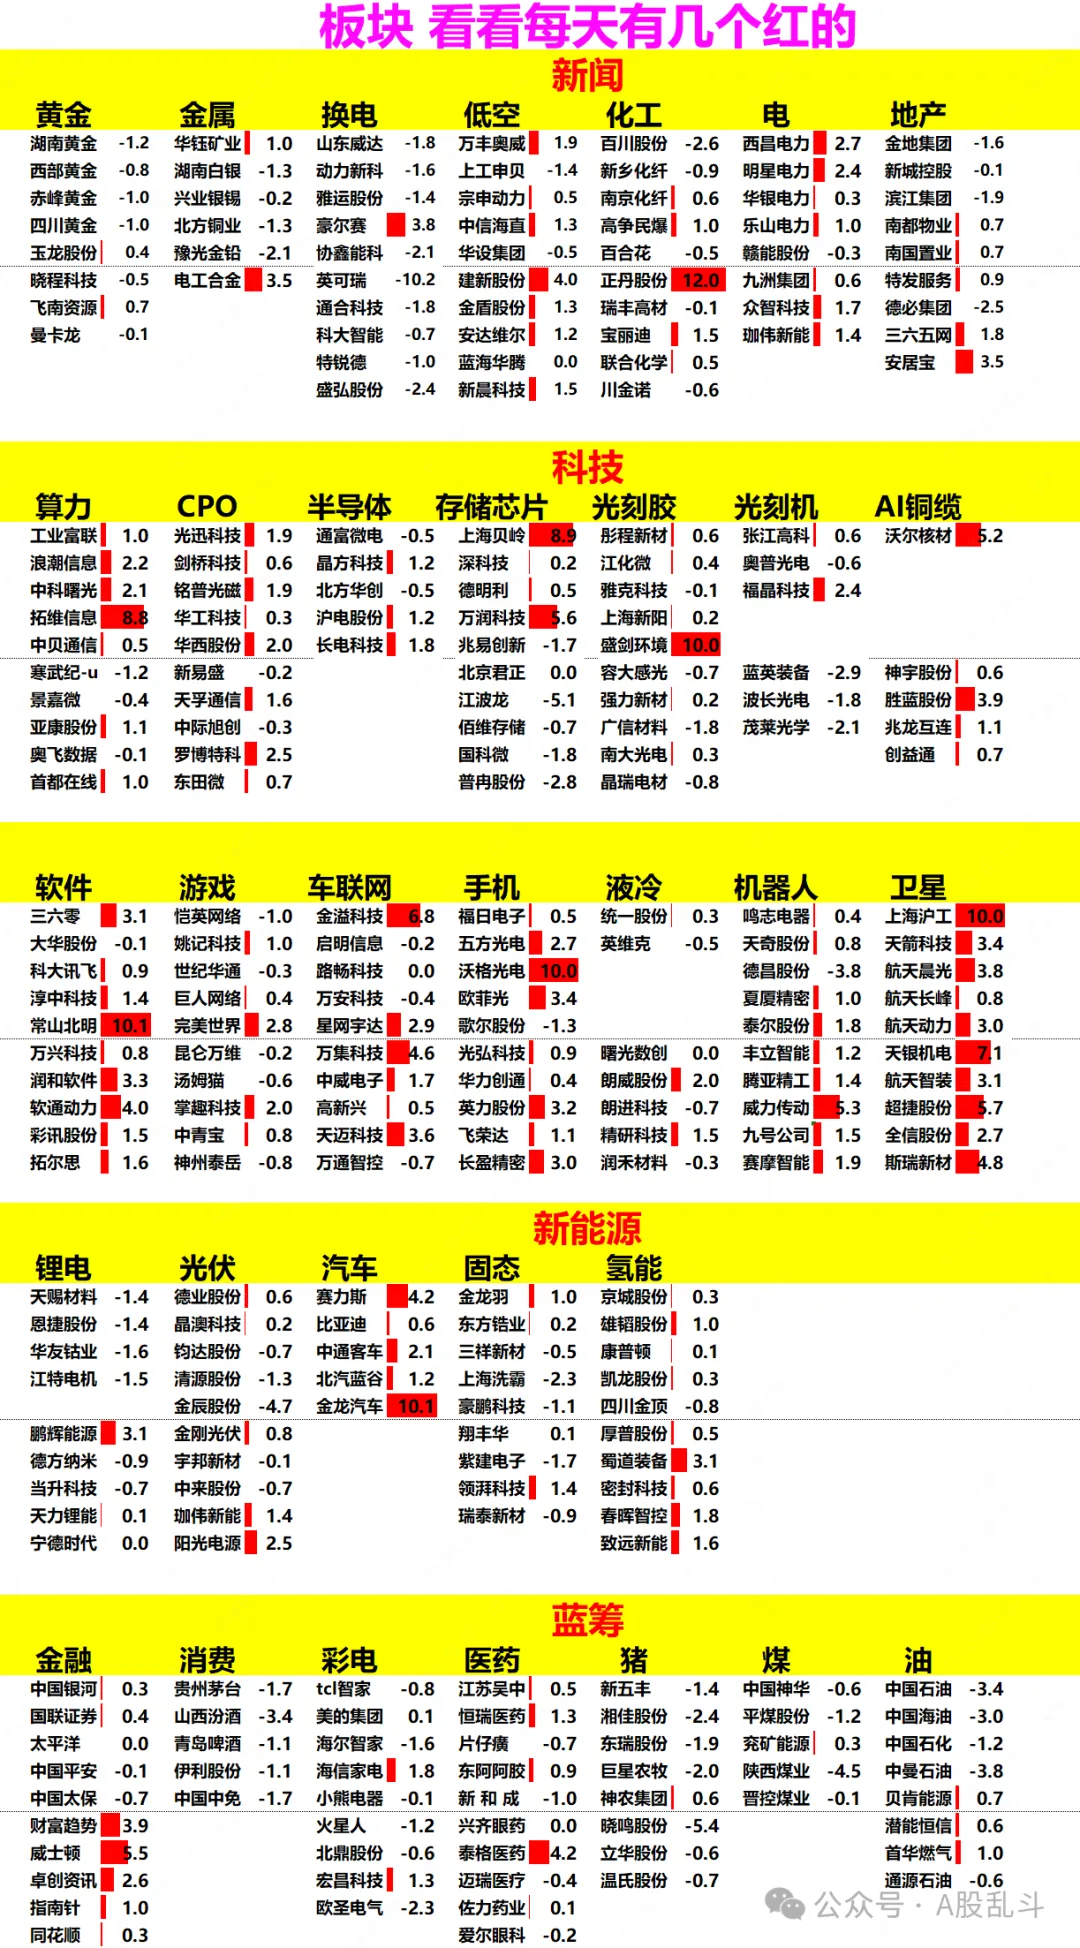 板块 看看每天有几个红的
新闻
黄金 金属 换电 低空 化工 电 地产
湖南黄金 -1.2 华钰矿业 1.0 山东威达 -1.8 万丰奥威 1.9 百川股份 -2.6 西昌电力 2.7 金地集团 -1.6
西部黄金 -0.8 湖南白银 -1.3 动力新科 -1.6 上工申贝 -1.4 新乡化纤 -0.9 明星电力 2.4 新城控股 -0.1
赤峰黄金 -1.0 兴业银锡 -0.2 雅运股份 -1.4 宗申动力 0.5 南京化纤 0.6 华银电力 0.3 滨江集团 -1.9
四川黄金 -1.0 北方铜业 -1.3 豪尔赛 3.8 中信海直 1.3 高争民爆 1.0 乐山电力 1.0 南都物业 0.7
玉龙股份 0.4 豫光金铅 -2.1 协鑫能科 -2.1 华设集团 -0.5 百合花 -0.5 赣能股份 -0.3 南国置业 0.7
晓程科技 -0.5 电工合金 3.5 英可瑞 -10.2 建新股份 4.0 正丹股份 12.0 九洲集团 0.6 特发服务 0.9
飞南资源 0.7 通合科技 -1.8 金盾股份 1.3 瑞丰高材 -0.1 众智科技 1.7 德必集团 -2.5
曼卡龙 -0.1 科大智能 -0.7 安达维尔 1.2 宝丽迪 1.5 珈伟新能 1.4 三六五网 1.8
特锐德 -1.0 蓝海华腾 0.0 联合化学 0.5 安居宝 3.5
盛弘股份 -2.4 新晨科技 1.5 川金诺 -0.6
科技
算力 CPO 半导体 存储芯片 光刻胶 光刻机 AI铜缆
工业富联 1.0 光迅科技 1.9 通富微电 -0.5 上海贝岭 8.9 彤程新材 0.6 张江高科 0.6 沃尔核材 5.2
浪潮信息 2.2 剑桥科技 0.6 晶方科技 1.2 深科技 0.2 江化微 0.4 奥普光电 -0.6
中科曙光 2.1 铭普光磁 1.9 北方华创 -0.5 德明利 0.5 雅克科技 -0.1 福晶科技 2.4
拓维信息 8.8 华工科技 0.3 沪电股份 1.2 万润科技 5.6 上海新阳 0.2
中贝通信 0.5 华西股份 2.0 长电科技 1.8 兆易创新 -1.7 盛剑环境 10.0
寒武纪-u -1.2 新易盛 -0.2 北京君正 0.0 容大感光 -0.7 蓝英装备 -2.9 神宇股份 0.6
景嘉微 -0.4 天孚通信 1.6 江波龙 -5.1 强力新材 0.2 波长光电 -1.8 胜蓝股份 3.9
亚康股份 1.1 中际旭创 -0.3 佰维存储 -0.7 广信材料 -1.8 茂莱光学 -2.1 兆龙互连 1.1
奥飞数据 -0.1 罗博特科 2.5 国科微 -1.8 南大光电 0.3 创益通 0.7
首都在线 1.0 东田微 0.7 普冉股份 -2.8 晶瑞电材 -0.8
软件 游戏 车联网 手机 液冷 机器人 卫星
三六零 3.1 恺英网络 -1.0 金溢科技 6.8 福日电子 0.5 统一股份 0.3 鸣志电器 0.4 上海沪工 10.0
大华股份 -0.1 姚记科技 1.0 启明信息 -0.2 五方光电 2.7 英维克 -0.5 天奇股份 0.8 天箭科技 3.4
科大讯飞 0.9 世纪华通 -0.3 路畅科技 0.0 沃格光电 10.0 德昌股份 -3.8 航天晨光 3.8
淳中科技 1.4 巨人网络 0.4 万安科技 -0.4 欧菲光 3.4 夏厦精密 1.0 航天长峰 0.8
常山北明 10.1 完美世界 2.8 星网宇达 2.9 歌尔股份 -1.3 泰尔股份 1.8 航天动力 3.0
万兴科技 0.8 昆仑万维 -0.2 万集科技 4.6 光弘科技 0.9 曙光数创 0.0 丰立智能 1.2 天银机电 7.1
润和软件 3.3 汤姆猫 -0.6 中威电子 1.7 华力创通 0.4 朗威股份 2.0 腾亚精工 1.4 航天智装 3.1
软通动力 4.0 掌趣科技 2.0 高新兴 0.5 英力股份 3.2 朗进科技 -0.7 威力传动 5.3 超捷股份 5.7
彩讯股份 1.5 中青宝 0.8 天迈科技 3.6 飞荣达 1.1 精研科技 1.5 九号公司 1.5 全信股份 2.7
拓尔思 1.6 神州泰岳 -0.8 万通智控 -0.7 长盈精密 3.0 润禾材料 -0.3 赛摩智能 1.9 斯瑞新材 4.8
新能源
锂电 光伏 汽车 固态 氢能
天赐材料 -1.4 德业股份 0.6 赛力斯 4.2 金龙羽 1.0 京城股份 0.3
恩捷股份 -1.4 晶澳科技 0.2 比亚迪 0.6 东方锆业 0.2 雄韬股份 1.0
华友钴业 -1.6 钧达股份 -0.7 中通客车 2.1 三祥新材 -0.5 康普顿 0.1
江特电机 -1.5 清源股份 -1.3 北汽蓝谷 1.2 上海洗霸 -2.3 凯龙股份 0.3
金辰股份 -4.7 金龙汽车 10.1 豪鹏科技 -1.1 四川金顶 -0.8
鹏辉能源 3.1 金刚光伏 0.8 翔丰华 0.1 厚普股份 0.5
德方纳米 -0.9 宇邦新材 -0.1 紫建电子 -1.7 蜀道装备 3.1
当升科技 -0.7 中来股份 -0.7 领湃科技 1.4 密封科技 0.6
天力锂能 0.1 珈伟新能 1.4 瑞泰新材 -0.9 春晖智控 1.8
宁德时代 0.0 阳光电源 2.5 致远新能 1.6
蓝筹
金融 消费 彩电 医药 猪 煤 油
中国银河 0.3 贵州茅台 -1.7 tcl智家 -0.8 江苏吴中 0.5 新五丰 -1.4 中国神华 -0.6 中国石油 -3.4
国联证券 0.4 山西汾酒 -3.4 美的集团 0.1 恒瑞医药 1.3 湘佳股份 -2.4 平煤股份 -1.2 中国海油 -3.0
太平洋 0.0 青岛啤酒 -1.1 海尔智家 -1.6 片仔癀 -0.7 东瑞股份 -1.9 兖矿能源 0.3 中国石化 -1.2
中国平安 -0.1 伊利股份 -1.1 海信家电 1.8 东阿阿胶 0.9 巨星农牧 -2.0 陕西煤业 -4.5 中曼石油 -3.8
中国太保 -0.7 中国中免 -1.7 小熊电器 -0.1 新 和 成 -1.0 神农集团 0.6 晋控煤业 -0.1 贝肯能源 0.7
财富趋势 3.9 火星人 -1.2 兴齐眼药 0.0 晓鸣股份 -5.4 潜能恒信 0.6
威士顿 5.5 北鼎股份 -0.6 泰格医药 4.2 立华股份 -0.6 首华燃气 1.0
卓创资讯 2.6 宏昌科技 1.3 迈瑞医疗 -0.4 温氏股份 -0.7 通源石油 -0.6
指南针 1.0 欧圣电气 -2.3 佐力药业 0.1
同花顺 0.3 爱尔眼科 -0.2
公众号 · A股乱斗